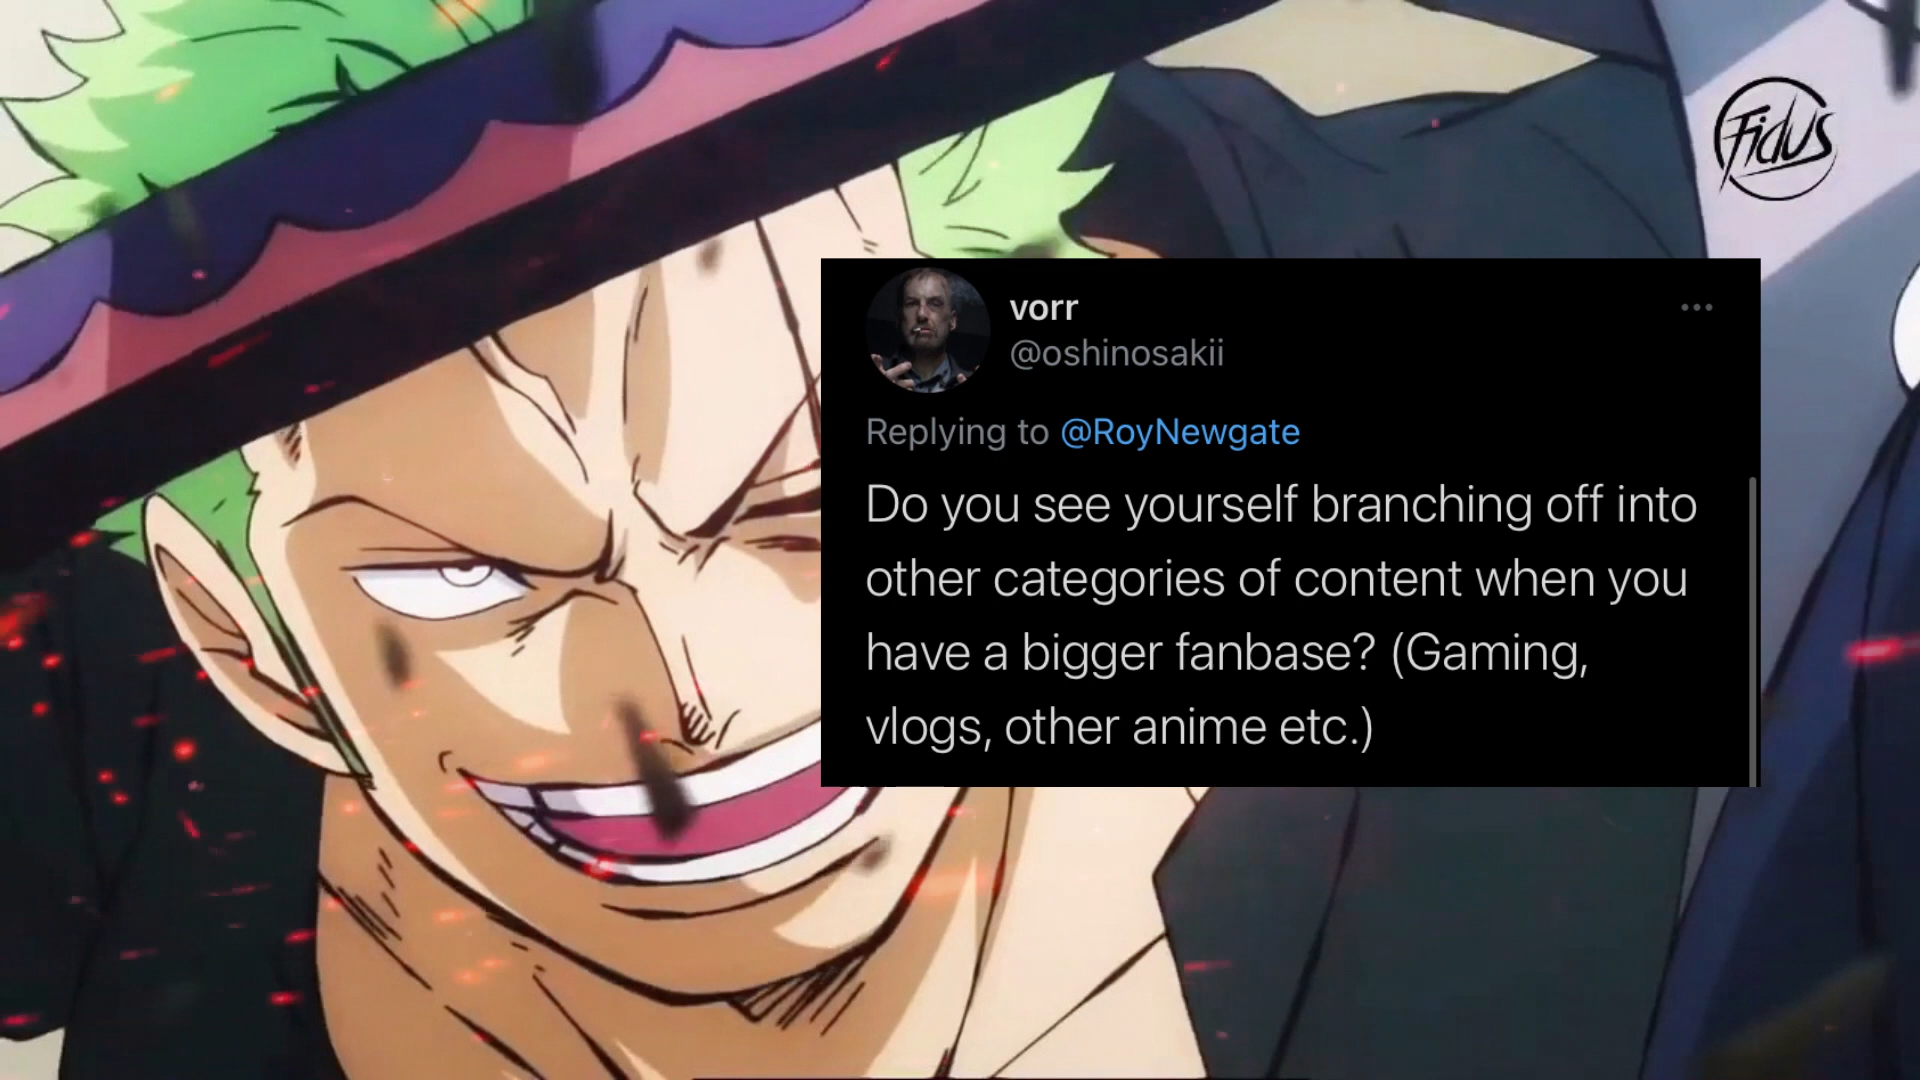 Fidus
vorr
@oshinosakii
Replying to @RoyNewgate
Do you see yourself branching off into
other categories of content when you
have a bigger fanbase? (Gaming,
vlogs, other anime etc.)